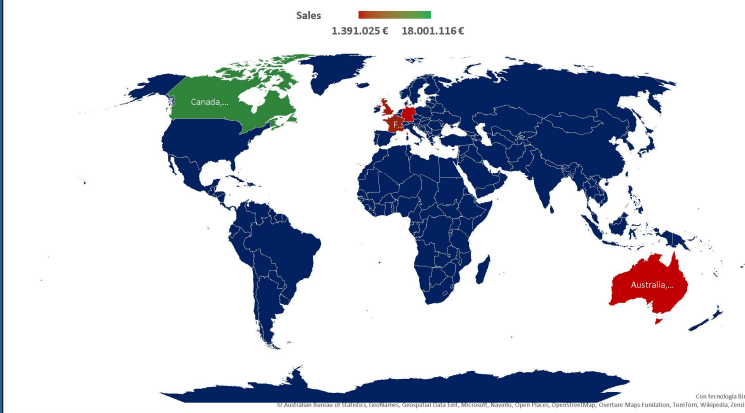 Sales
1.391.025 € 18.001.116 €
Canada,...
F...
Australia,...
Con tecnologia Bin
© Australian Bureau of Statistics, GeoNames, Geospatial Data Edit, Microsoft, Navinfo, Open Places, OpenStreetMap, Overture Maps Fundation, TomTom, Wikipedia, Zenri